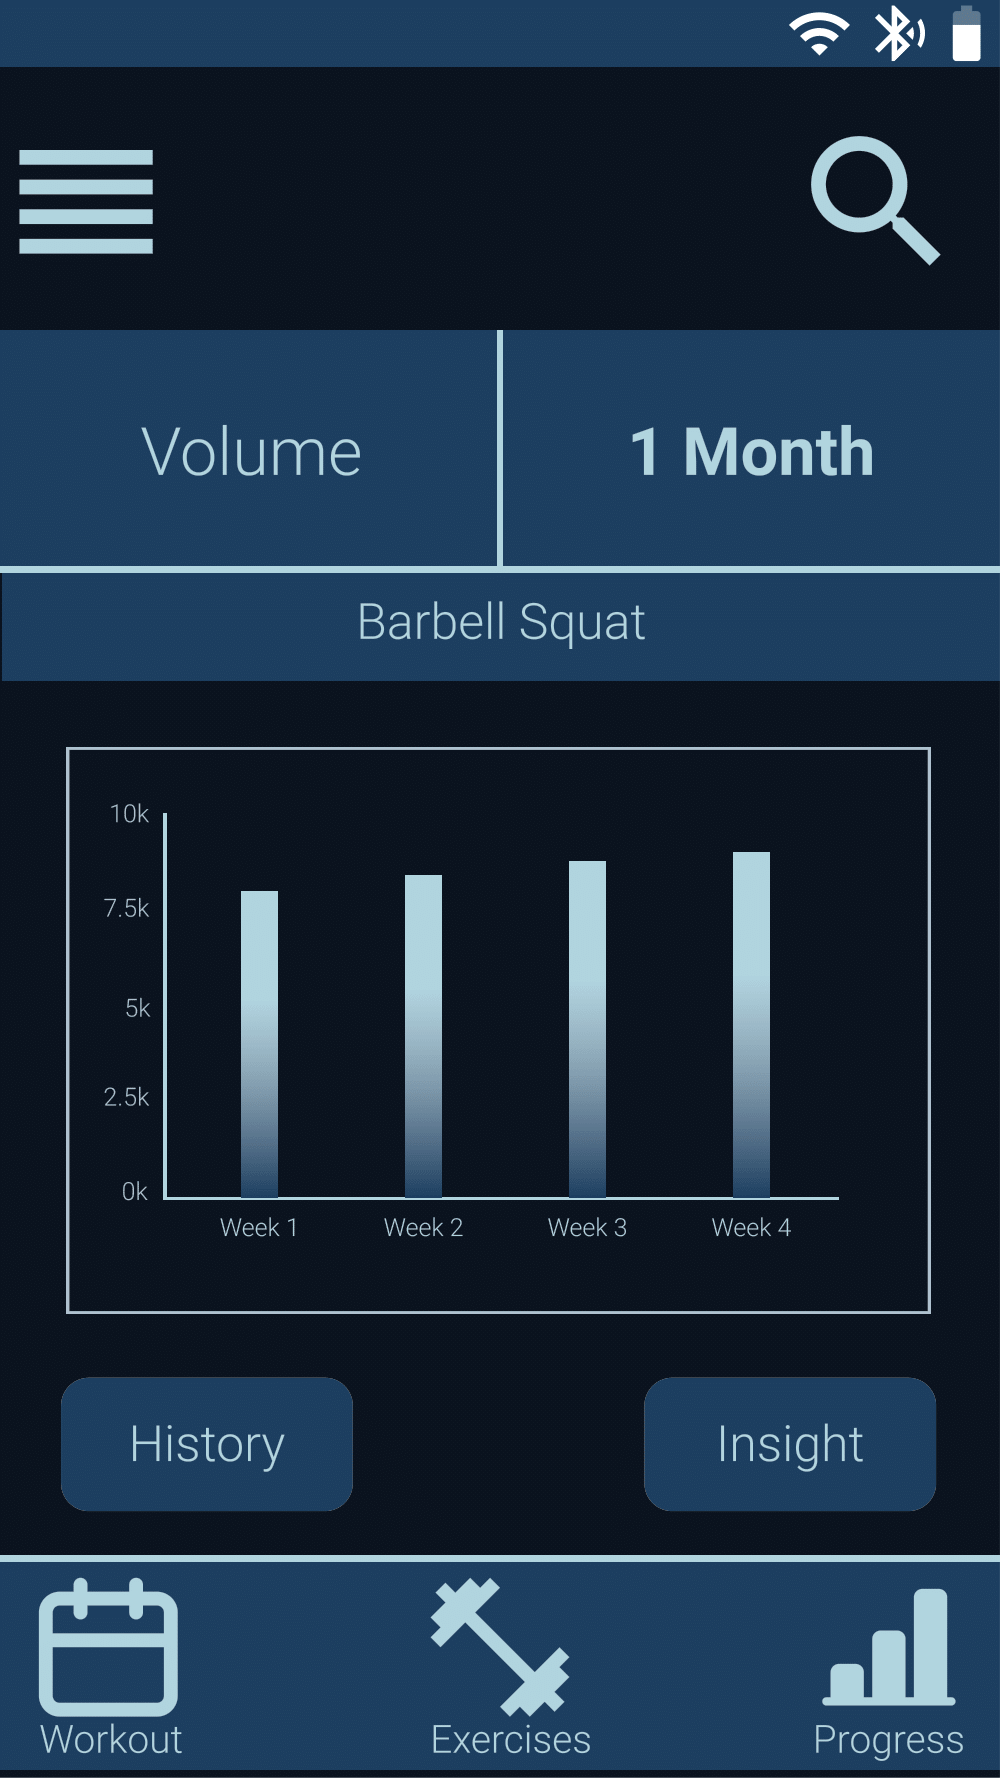 Volume
1 Month
Barbell Squat
10k
7.5k
5k
2.5k
0k
Week 1 Week 2 Week 3 Week 4
History
Insight
Workout
Exercises
Progress